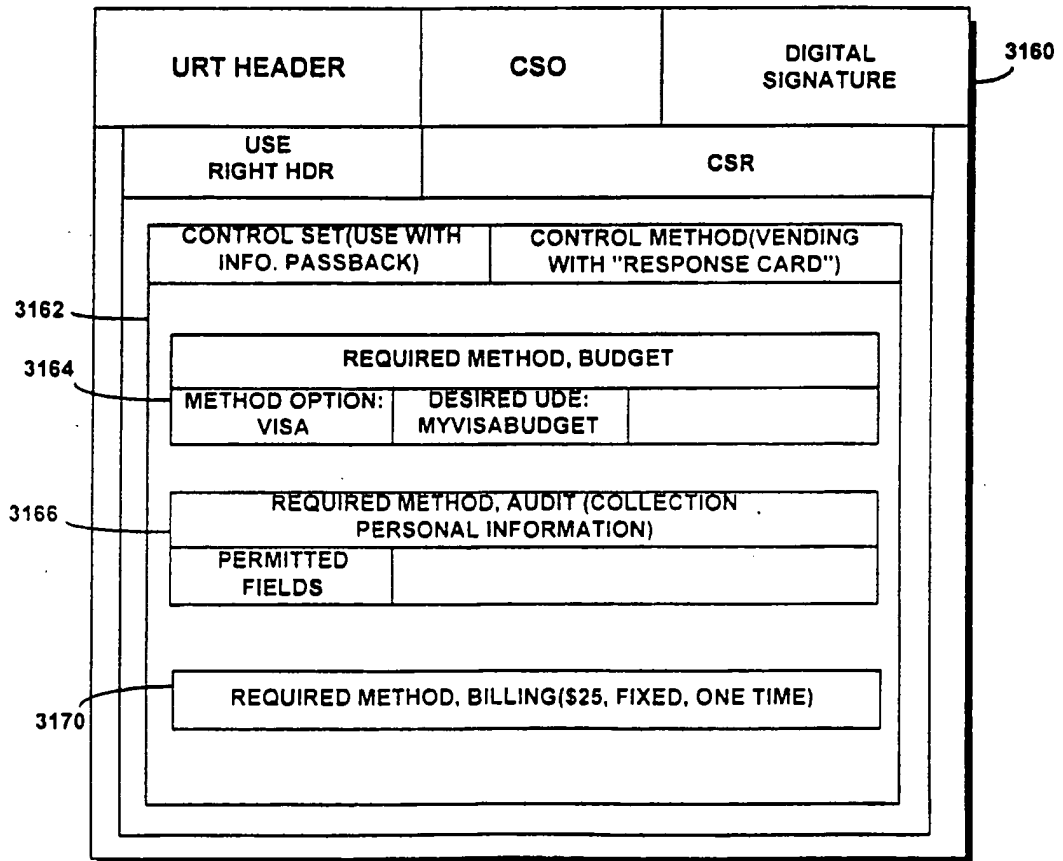 URT HEADER
CSO
DIGITAL
SIGNATURE
3160
USE
RIGHT HDR
CSR
CONTROL SET(USE WITH
INFO. PASSBACK)
CONTROL METHOD(VENDING
WITH "RESPONSE CARD")
3162
REQUIRED METHOD, BUDGET
3164
METHOD OPTION:
VISA
DESIRED UDE:
MYVISABUDGET
REQUIRED METHOD, AUDIT (COLLECTION
PERSONAL INFORMATION)
3166
PERMITTED
FIELDS
REQUIRED METHOD, BILLING($25, FIXED, ONE TIME)
3170